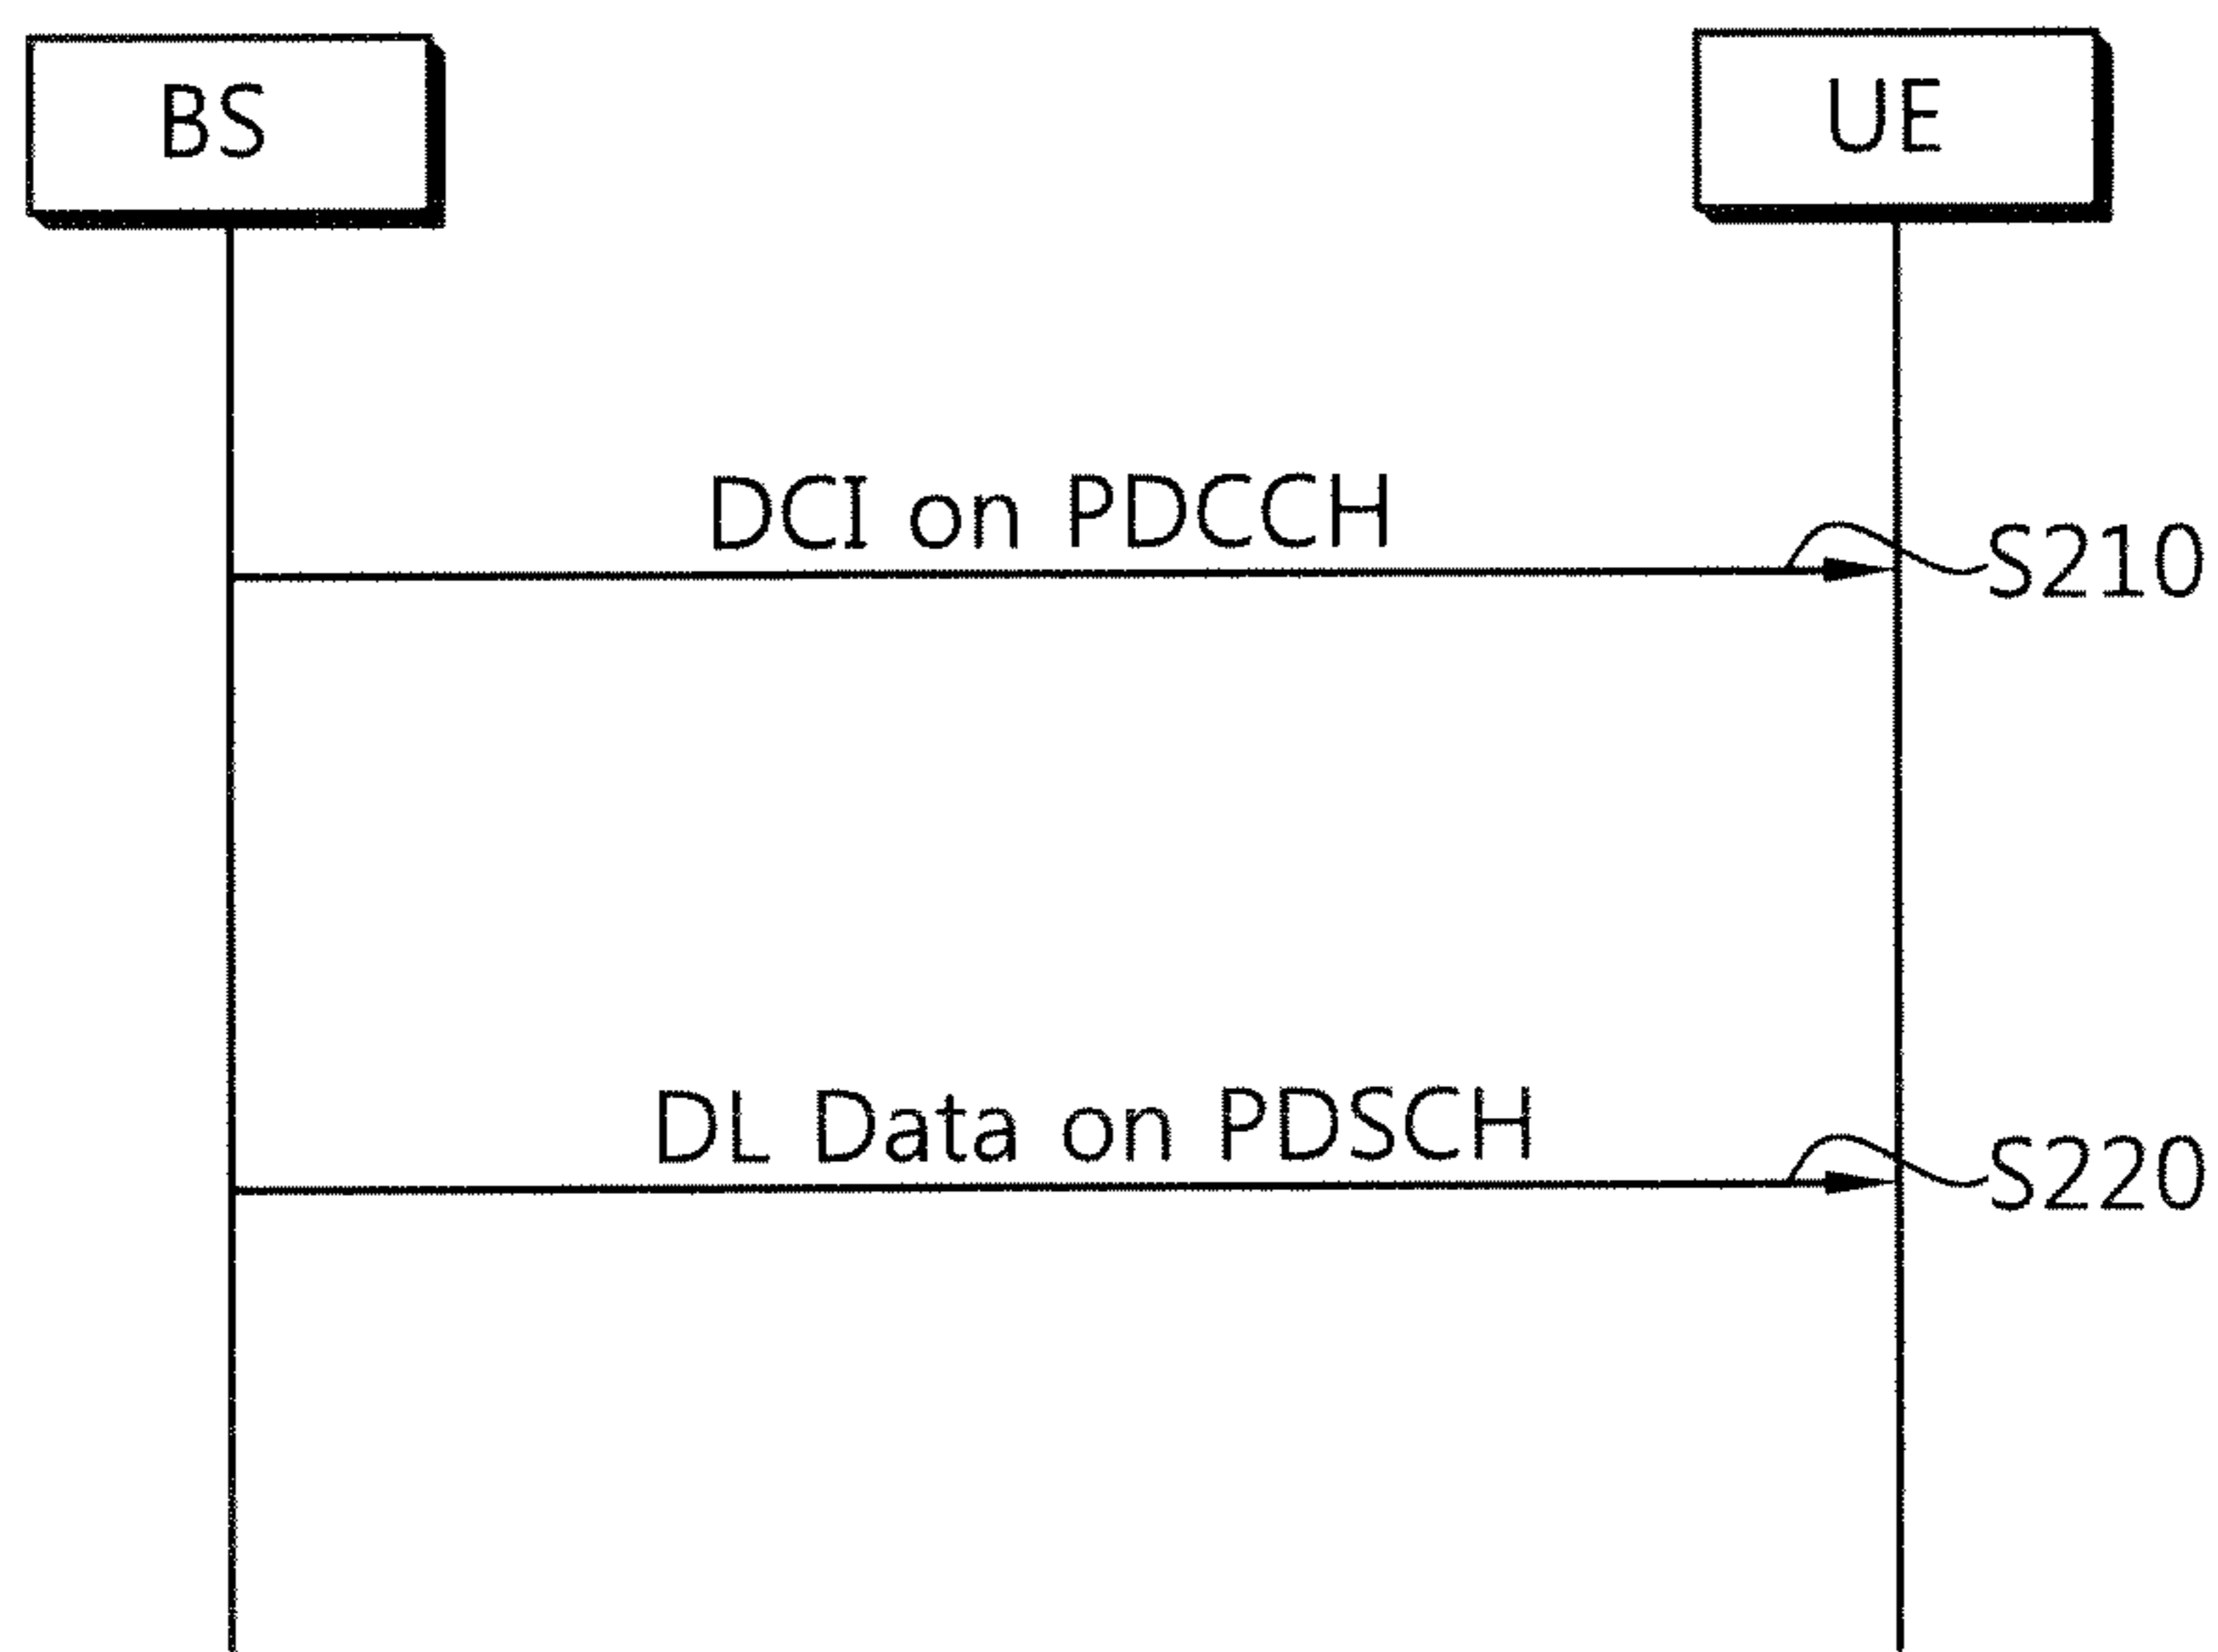 BS
UE
DCI on PDCCH
S210
DL Data on PDSCH
S220